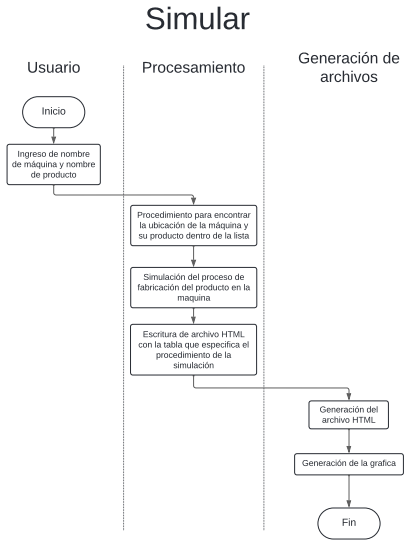 Simular
Usuario
Procesamiento
Generación de
archivos
Inicio
Ingreso de nombre
de máquina y nombre
de producto
Procedimiento para encontrar
la ubicación de la máquina y
su producto dentro de la lista
Simulación del proceso de
fabricación del producto en la
maquina
Escritura de archivo HTML
con la tabla que especifica el
procedimiento de la
simulación
Generación del
archivo HTML
Generación de la grafica
Fin